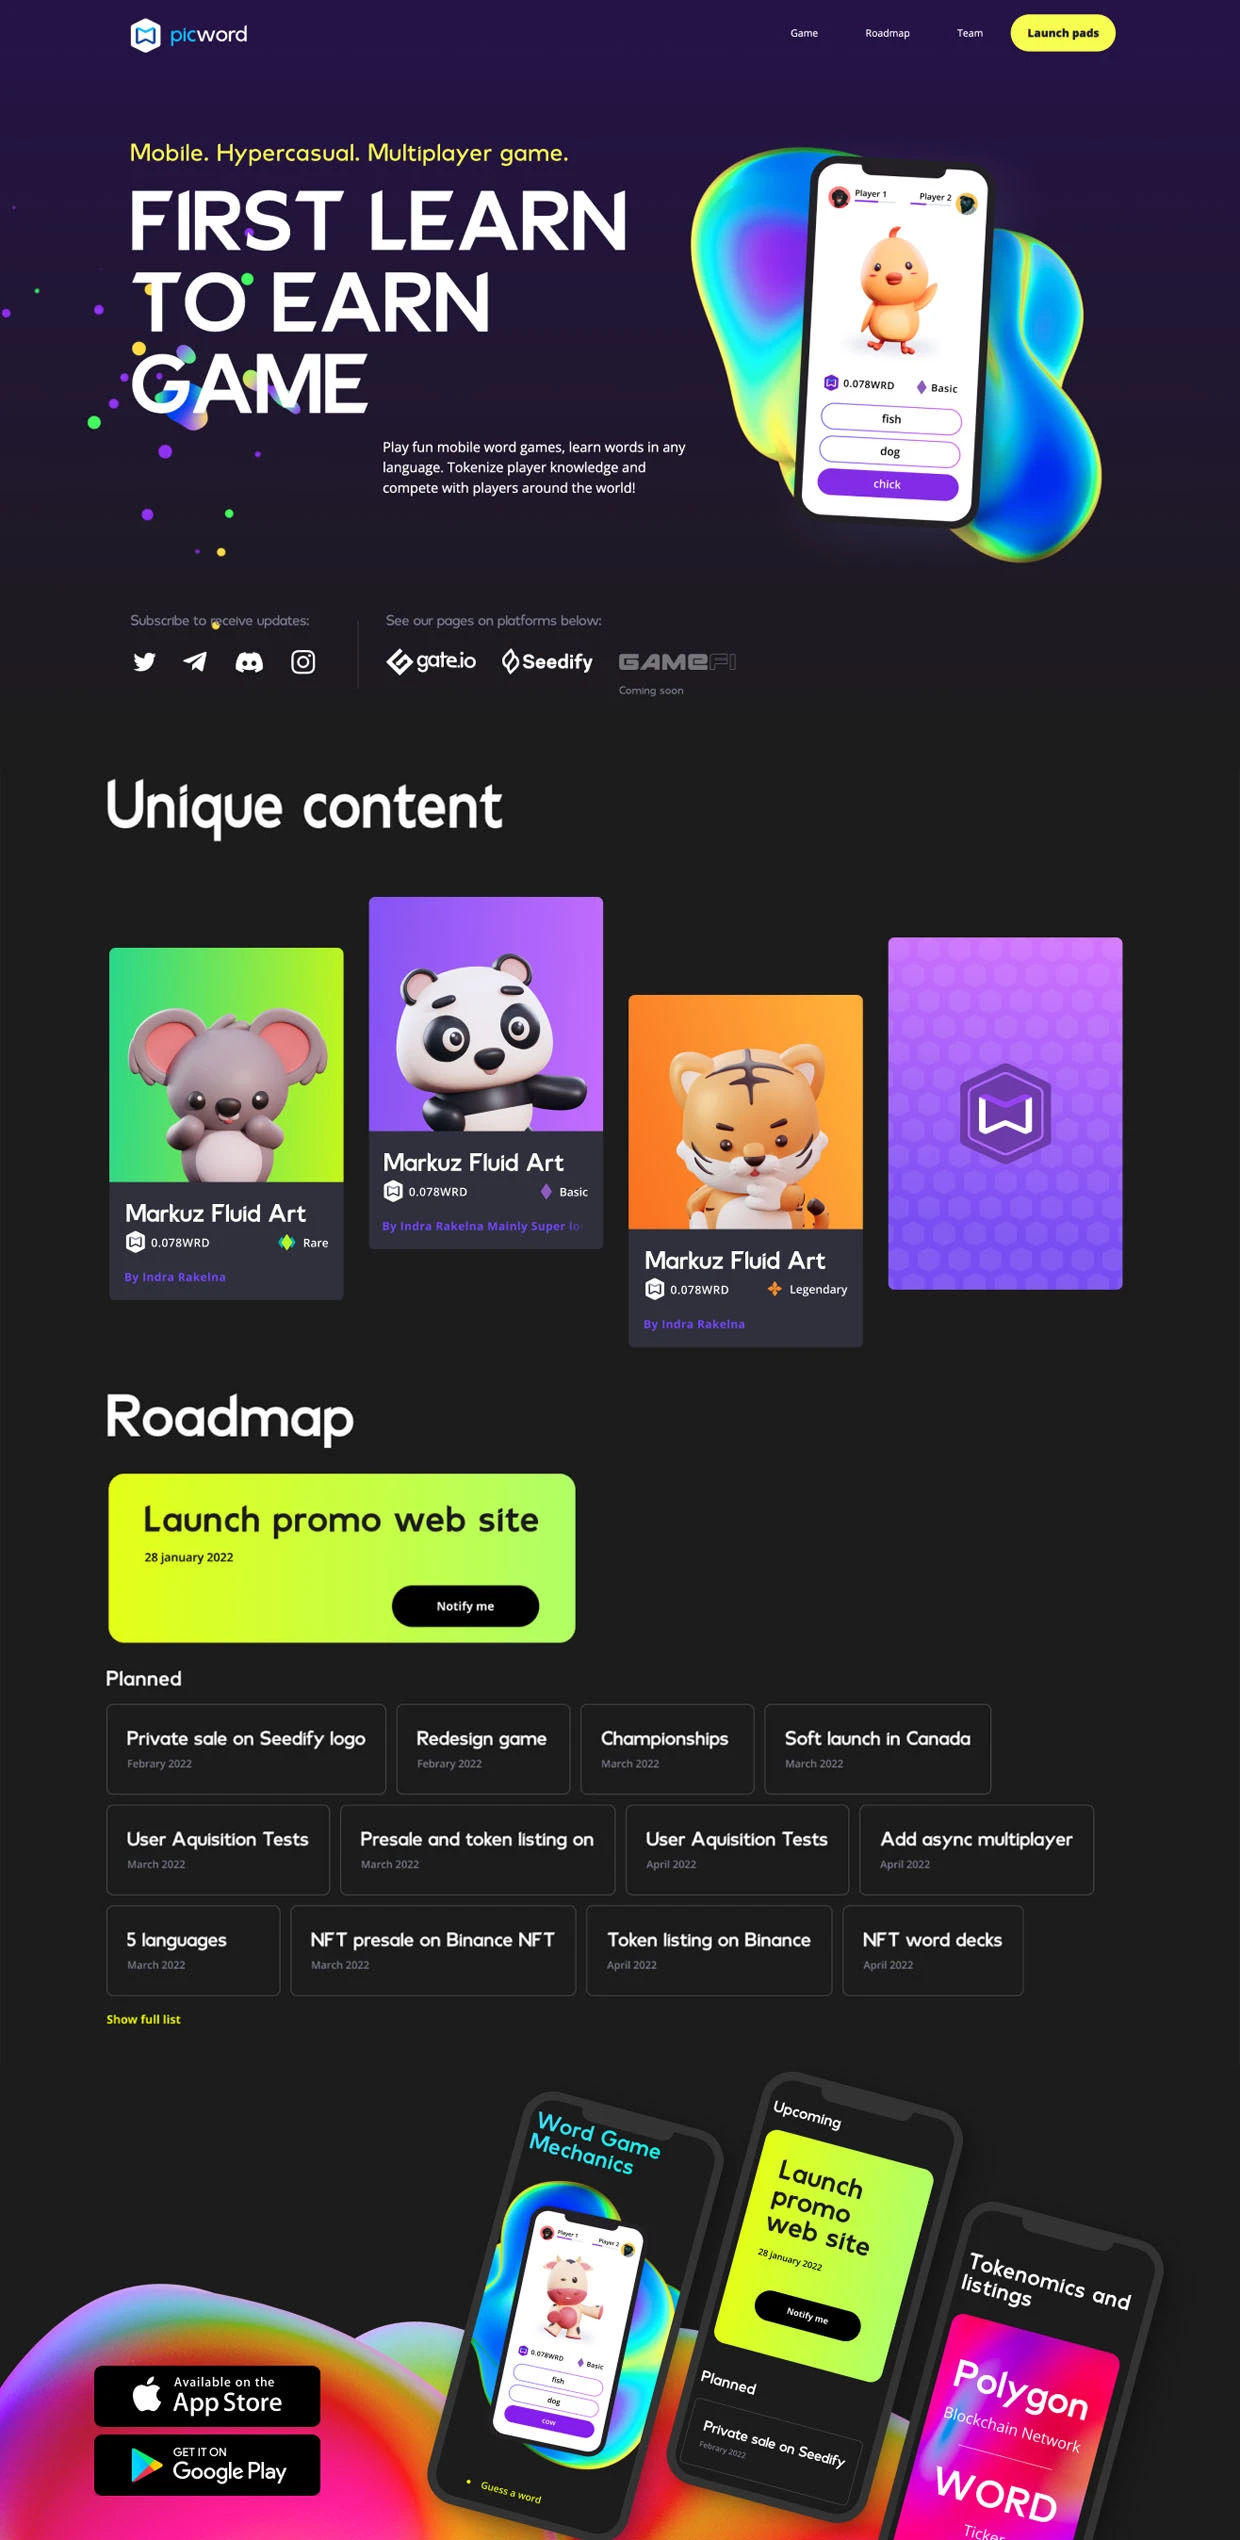 picword
Game
Roadmap
Team
Launch pads
Mobile. Hypercasual. Multiplayer game.
FIRST LEARN
TO EARN
GAME
Play fun mobile word games, learn words in any
language. Tokenize player knowledge and
compete with players around the world!
Player 1
Player 2
0.078WRD
Basic
fish
dog
chick
Subscribe to receive updates:
See our pages on platforms below:
gate.io
Seedify
GAMEFI
Coming soon
Unique content
Markuz Fluid Art
0.078WRD
Rare
By Indra Rakelna
Markuz Fluid Art
0.078WRD
Basic
By Indra Rakelna Mainly Super lo
Markuz Fluid Art
0.078WRD
Legendary
By Indra Rakelna
Roadmap
Launch promo web site
28 january 2022
Notify me
Planned
Private sale on Seedify logo
Febrary 2022
Redesign game
Febrary 2022
Championships
March 2022
Soft launch in Canada
March 2022
User Aquisition Tests
March 2022
Presale and token listing on
March 2022
User Aquisition Tests
April 2022
Add async multiplayer
April 2022
5 languages
March 2022
NFT presale on Binance NFT
March 2022
Token listing on Binance
April 2022
NFT word decks
April 2022
Show full list
Available on the
App Store
GET IT ON
Google Play
Word Game
Mechanics
Player 1
Player 2
0.078WRD
Basic
fish
dog
cow
Guess a word
Upcoming
Launch
promo
web site
28 january 2022
Notify me
Planned
Private sale on Seedify
Febrary 2022
Tokenomics and
listings
Polygon
Blockchain Network
WORD
Ticker